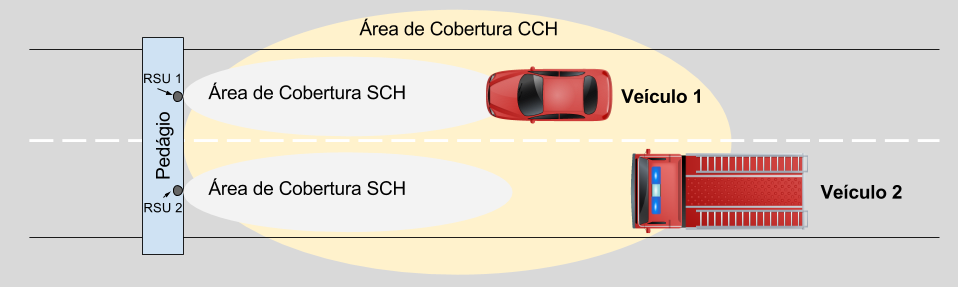 Área de Cobertura CCH
RSU 1
Área de Cobertura SCH
Veículo 1
Pedágio
Área de Cobertura SCH
Veículo 2
RSU 2